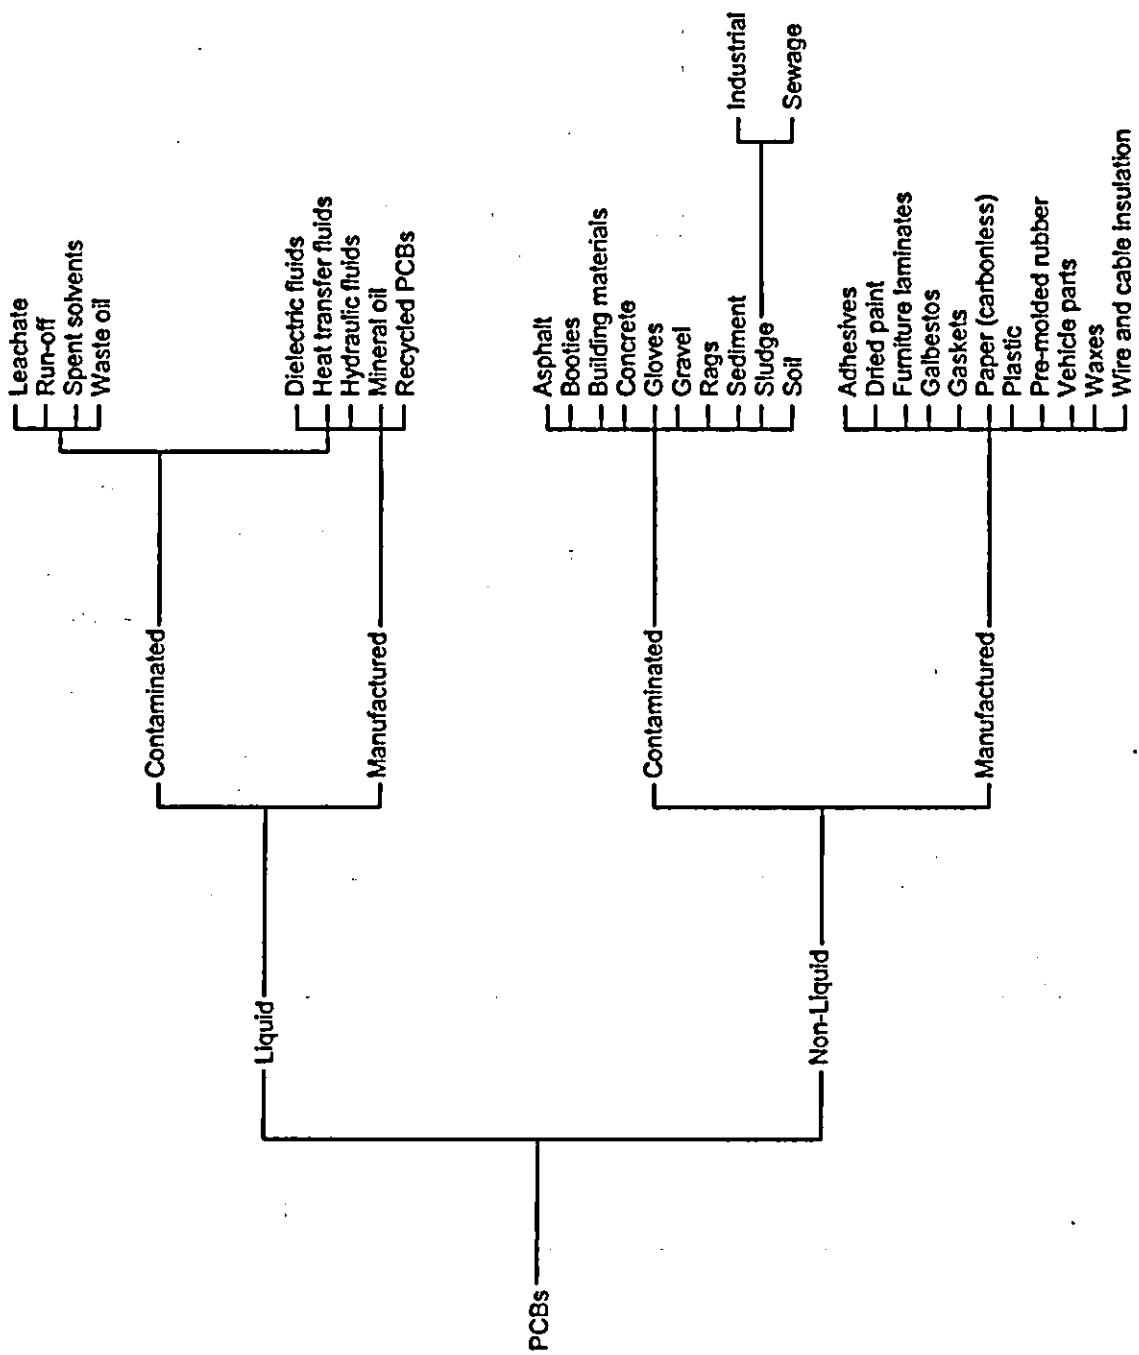 PCBs
Liquid
Contaminated
Leachate
Run-off
Spent solvents
Waste oil
Manufactured
Dielectric fluids
Heat transfer fluids
Hydraulic fluids
Mineral oil
Recycled PCBs
Non-Liquid
Contaminated
Asphalt
Booties
Building materials
Concrete
Gloves
Gravel
Rags
Sediment
Sludge
Industrial
Sewage
Soil
Manufactured
Adhesives
Dried paint
Furniture laminates
Galbestos
Gaskets
Paper (carbonless)
Plastic
Pre-molded rubber
Vehicle parts
Waxes
Wire and cable insulation